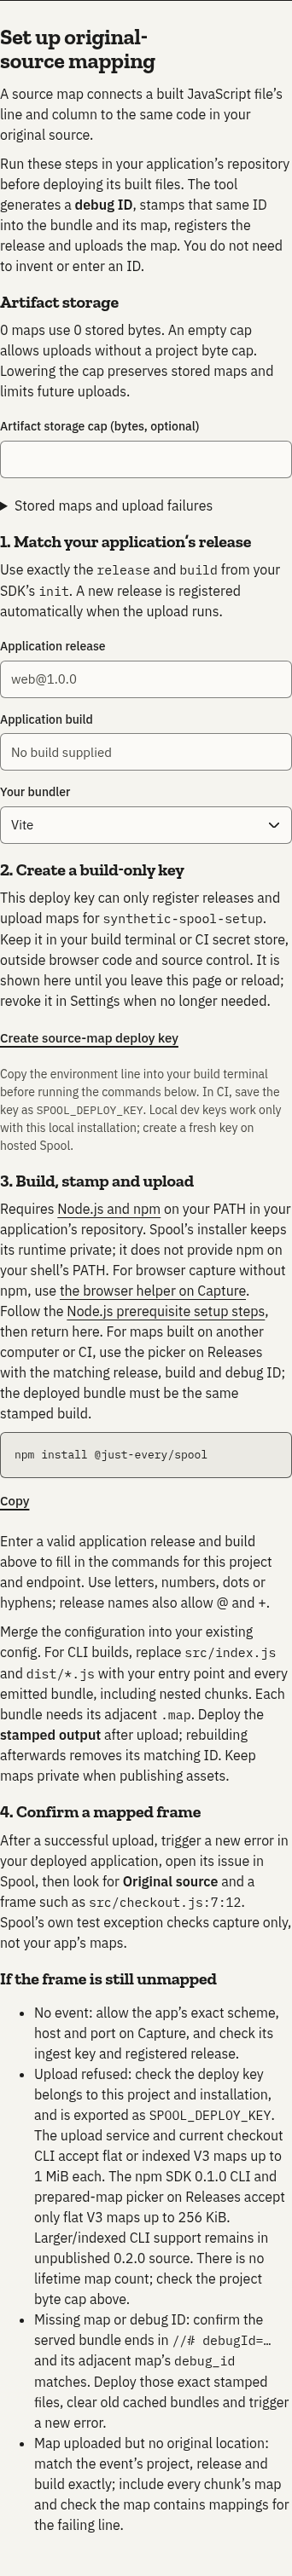 Set up original-
source mapping
A source map connects a built JavaScript file’s
line and column to the same code in your
original source.
Run these steps in your application’s repository
before deploying its built files. The tool
generates a debug ID, stamps that same ID
into the bundle and its map, registers the
release and uploads the map. You do not need
to invent or enter an ID.
Artifact storage
0 maps use 0 stored bytes. An empty cap
allows uploads without a project byte cap.
Lowering the cap preserves stored maps and
limits future uploads.
Artifact storage cap (bytes, optional)
Stored maps and upload failures
1. Match your application’s release
Use exactly the release and build from your
SDK’s init. A new release is registered
automatically when the upload runs.
Application release
web@1.0.0
Application build
No build supplied
Your bundler
Vite
2. Create a build-only key
This deploy key can only register releases and
upload maps for synthetic-spool-setup.
Keep it in your build terminal or CI secret store,
outside browser code and source control. It is
shown here until you leave this page or reload;
revoke it in Settings when no longer needed.
Create source-map deploy key
Copy the environment line into your build terminal
before running the commands below. In CI, save the
key as SPOOL_DEPLOY_KEY. Local dev keys work only
with this local installation; create a fresh key on
hosted Spool.
3. Build, stamp and upload
Requires Node.js and npm on your PATH in your
application’s repository. Spool’s installer keeps
its runtime private; it does not provide npm on
your shell’s PATH. For browser capture without
npm, use the browser helper on Capture.
Follow the Node.js prerequisite setup steps,
then return here. For maps built on another
computer or CI, use the picker on Releases
with the matching release, build and debug ID;
the deployed bundle must be the same
stamped build.
npm install @just-every/spool
Copy
Enter a valid application release and build
above to fill in the commands for this project
and endpoint. Use letters, numbers, dots or
hyphens; release names also allow @ and +.
Merge the configuration into your existing
config. For CLI builds, replace src/index.js
and dist/*.js with your entry point and every
emitted bundle, including nested chunks. Each
bundle needs its adjacent .map. Deploy the
stamped output after upload; rebuilding
afterwards removes its matching ID. Keep
maps private when publishing assets.
4. Confirm a mapped frame
After a successful upload, trigger a new error in
your deployed application, open its issue in
Spool, then look for Original source and a
frame such as src/checkout.js:7:12.
Spool’s own test exception checks capture only,
not your app’s maps.
If the frame is still unmapped
• No event: allow the app’s exact scheme,
host and port on Capture, and check its
ingest key and registered release.
• Upload refused: check the deploy key
belongs to this project and installation,
and is exported as SPOOL_DEPLOY_KEY.
The upload service and current checkout
CLI accept flat or indexed V3 maps up to
1 MiB each. The npm SDK 0.1.0 CLI and
prepared-map picker on Releases accept
only flat V3 maps up to 256 KiB.
Larger/indexed CLI support remains in
unpublished 0.2.0 source. There is no
lifetime map count; check the project
byte cap above.
• Missing map or debug ID: confirm the
served bundle ends in //# debugId=…
and its adjacent map’s debug_id
matches. Deploy those exact stamped
files, clear old cached bundles and trigger
a new error.
• Map uploaded but no original location:
match the event’s project, release and
build exactly; include every chunk’s map
and check the map contains mappings for
the failing line.